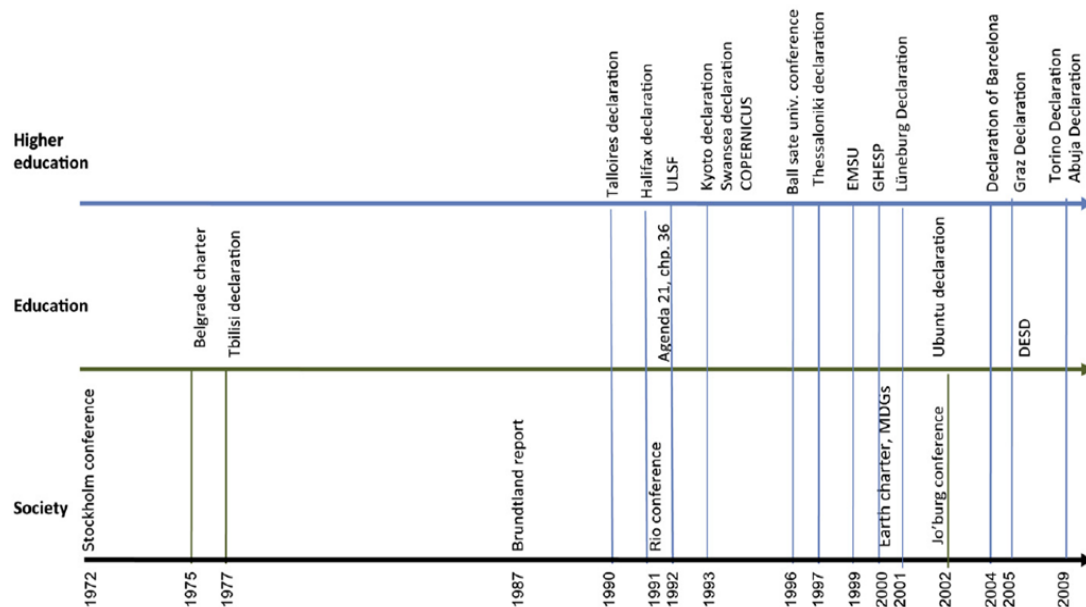 Higher
education
Talloires declaration
Halifax declaration
ULSF
Kyoto declaration
Swansea declaration
COPERNICUS
Ball sate univ. conference
Thessaloniki declaration
EMSU
GHESP
Lüneburg Declaration
Declaration of Barcelona
Graz Declaration
Torino Declaration
Abuja Declaration
Education
Belgrade charter
Tbilisi declaration
Agenda 21, chp. 36
Ubuntu declaration
DESD
Society
Stockholm conference
Brundtland report
Rio conference
Earth charter, MDGs
Jo'burg conference
1972
1975
1977
1987
1990
1991
1992
1993
1996
1997
1999
2000
2001
2002
2004
2005
2009